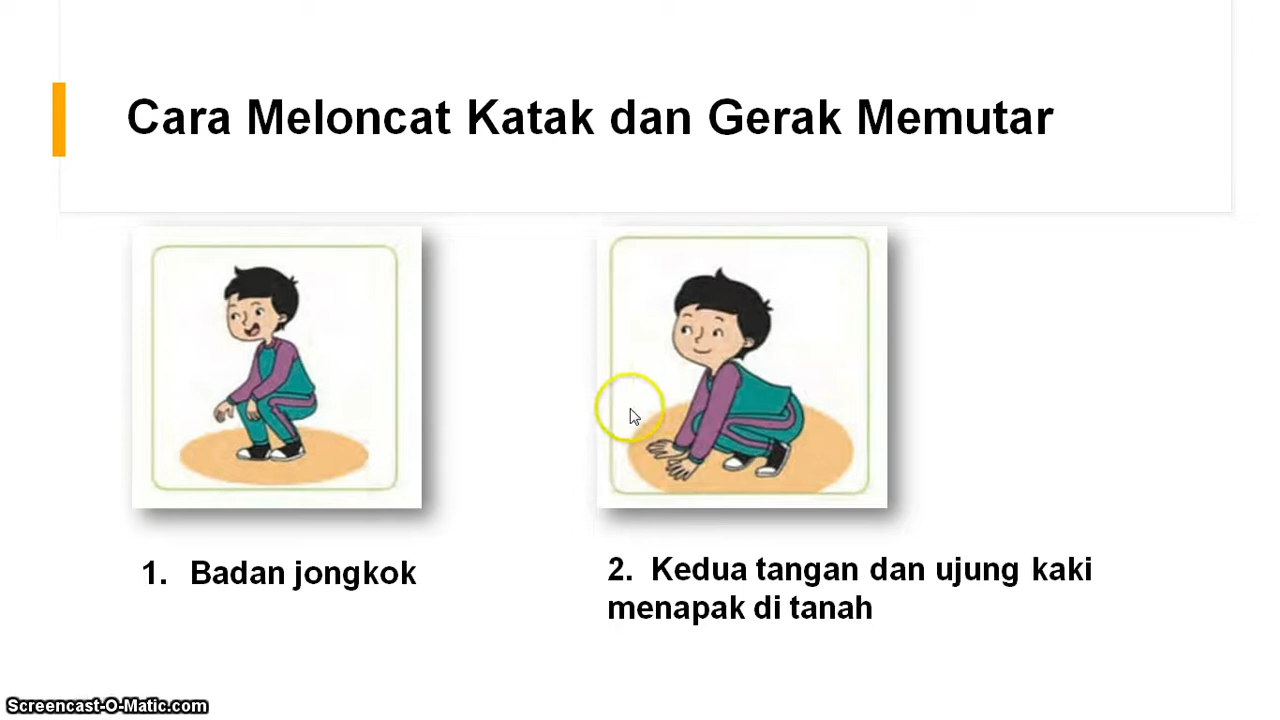 Cara Meloncat Katak dan Gerak Memutar
1. Badan jongkok
2. Kedua tangan dan ujung kaki
menapak di tanah
Screencast-O-Matic.com